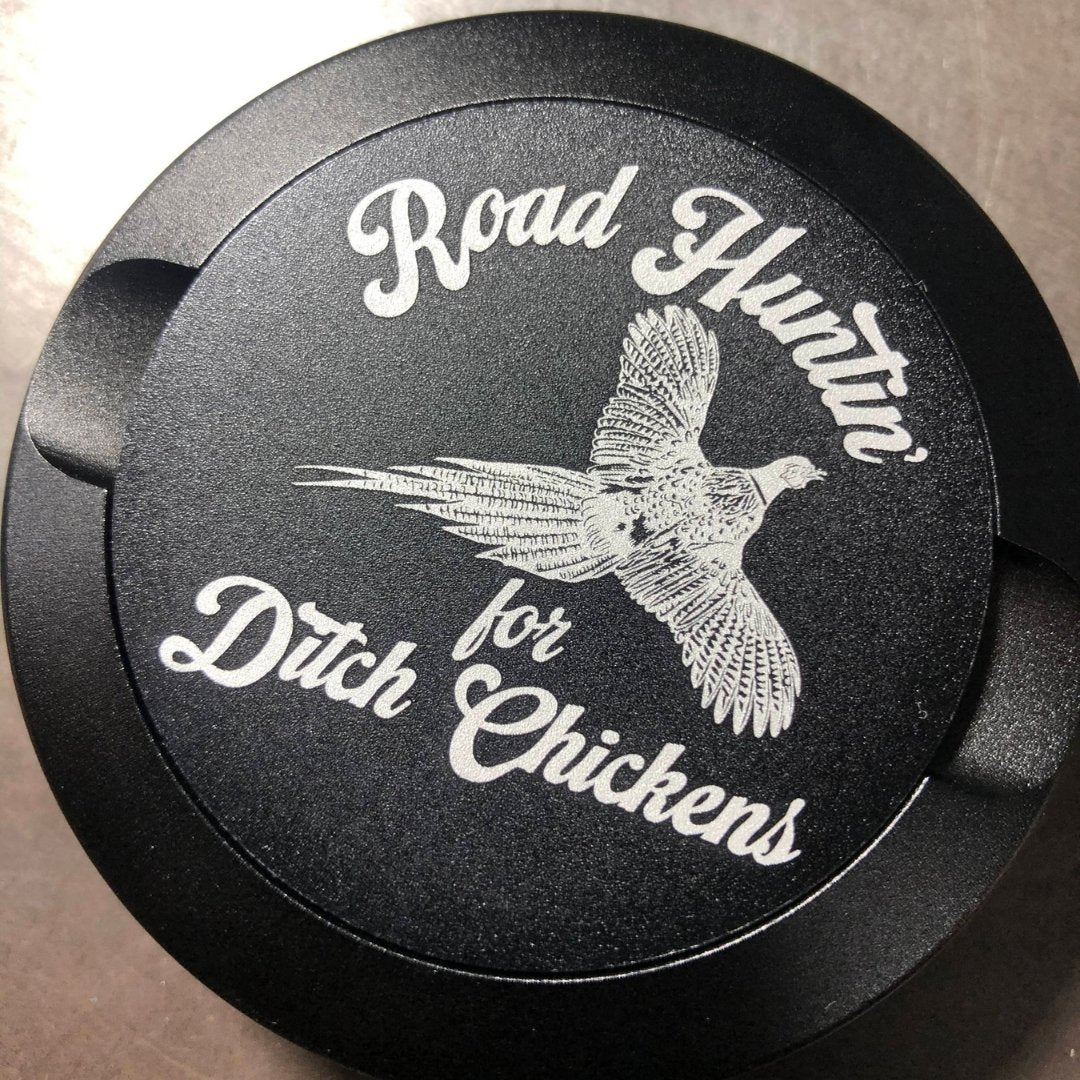 Road Huntin'
for
Ditch Chickens